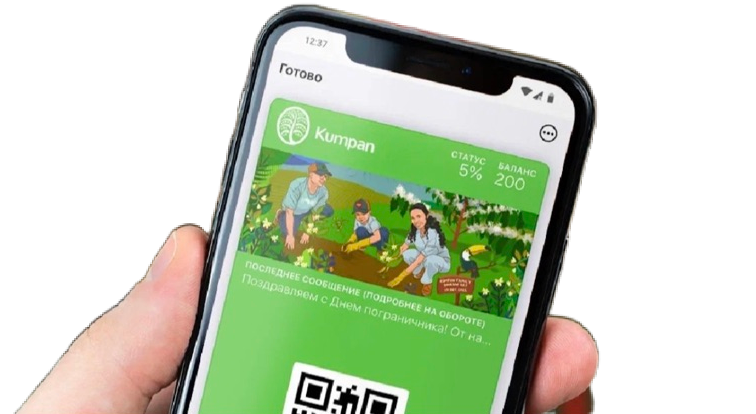 12:37
Готово
Kumpan
СТАТУС
5%
БАЛАНС
200
ПОСЛЕДНЕЕ СООБЩЕНИЕ (ПОДРОБНЕЕ НА ОБОРОТЕ)
Поздравляем с Днем пограничника! От на...